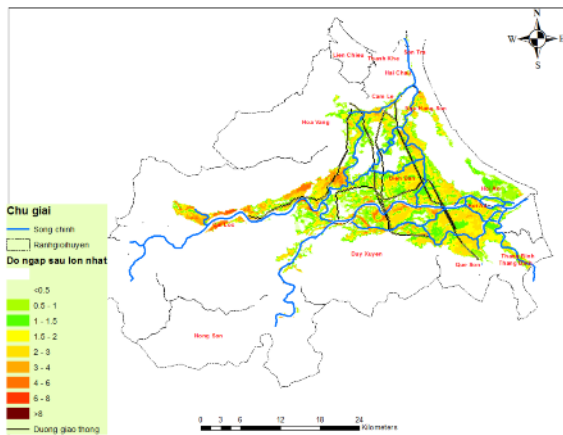 N
W E
S
Lien Chieu
Thanh Khe
Son Tra
Hai Chau
Cam Le
Hoa Vang
Ngu Hanh Son
Dien Ban
Hoi An
Dai Loc
Duy Xuyen
Que Son
Thang Binh
Nong Son
Chu giai
Song chinh
Ranhgioihuyen
Do ngap sau lon nhat
<0.5
0.5 - 1
1 - 1.5
1.5 - 2
2 - 3
3 - 4
4 - 6
6 - 8
>8
Duong giao thong
0 3 6 12 18 24
Kilometers